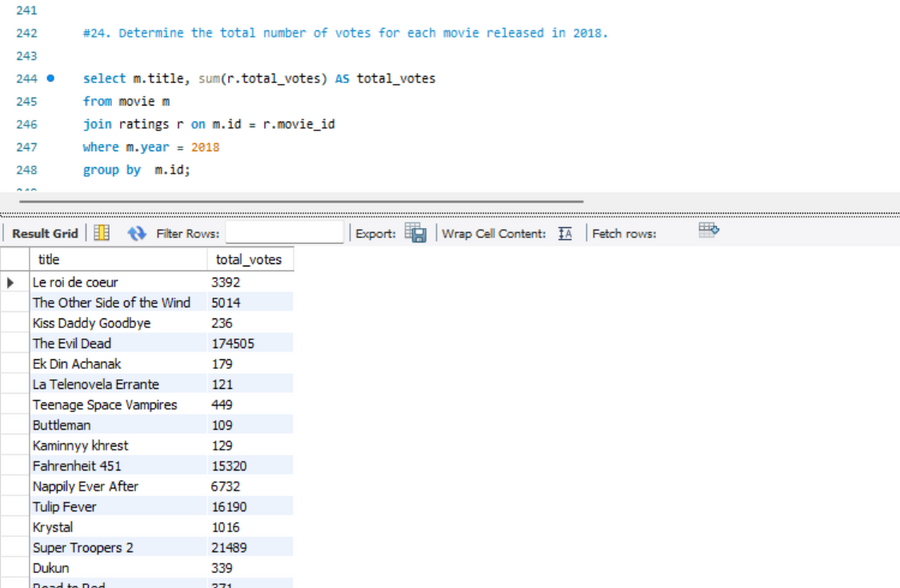 241
242 #24. Determine the total number of votes for each movie released in 2018.
243
244 select m.title, sum(r.total_votes) AS total_votes
245 from movie m
246 join ratings r on m.id = r.movie_id
247 where m.year = 2018
248 group by m.id;
Result Grid Filter Rows: Export: Wrap Cell Content: IA Fetch rows:
title total_votes
Le roi de coeur 3392
The Other Side of the Wind 5014
Kiss Daddy Goodbye 236
The Evil Dead 174505
Ek Din Achanak 179
La Telenovela Errante 121
Teenage Space Vampires 449
Buttleman 109
Kaminnyy khrest 129
Fahrenheit 451 15320
Nappily Ever After 6732
Tulip Fever 16190
Krystal 1016
Super Troopers 2 21489
Dukun 339